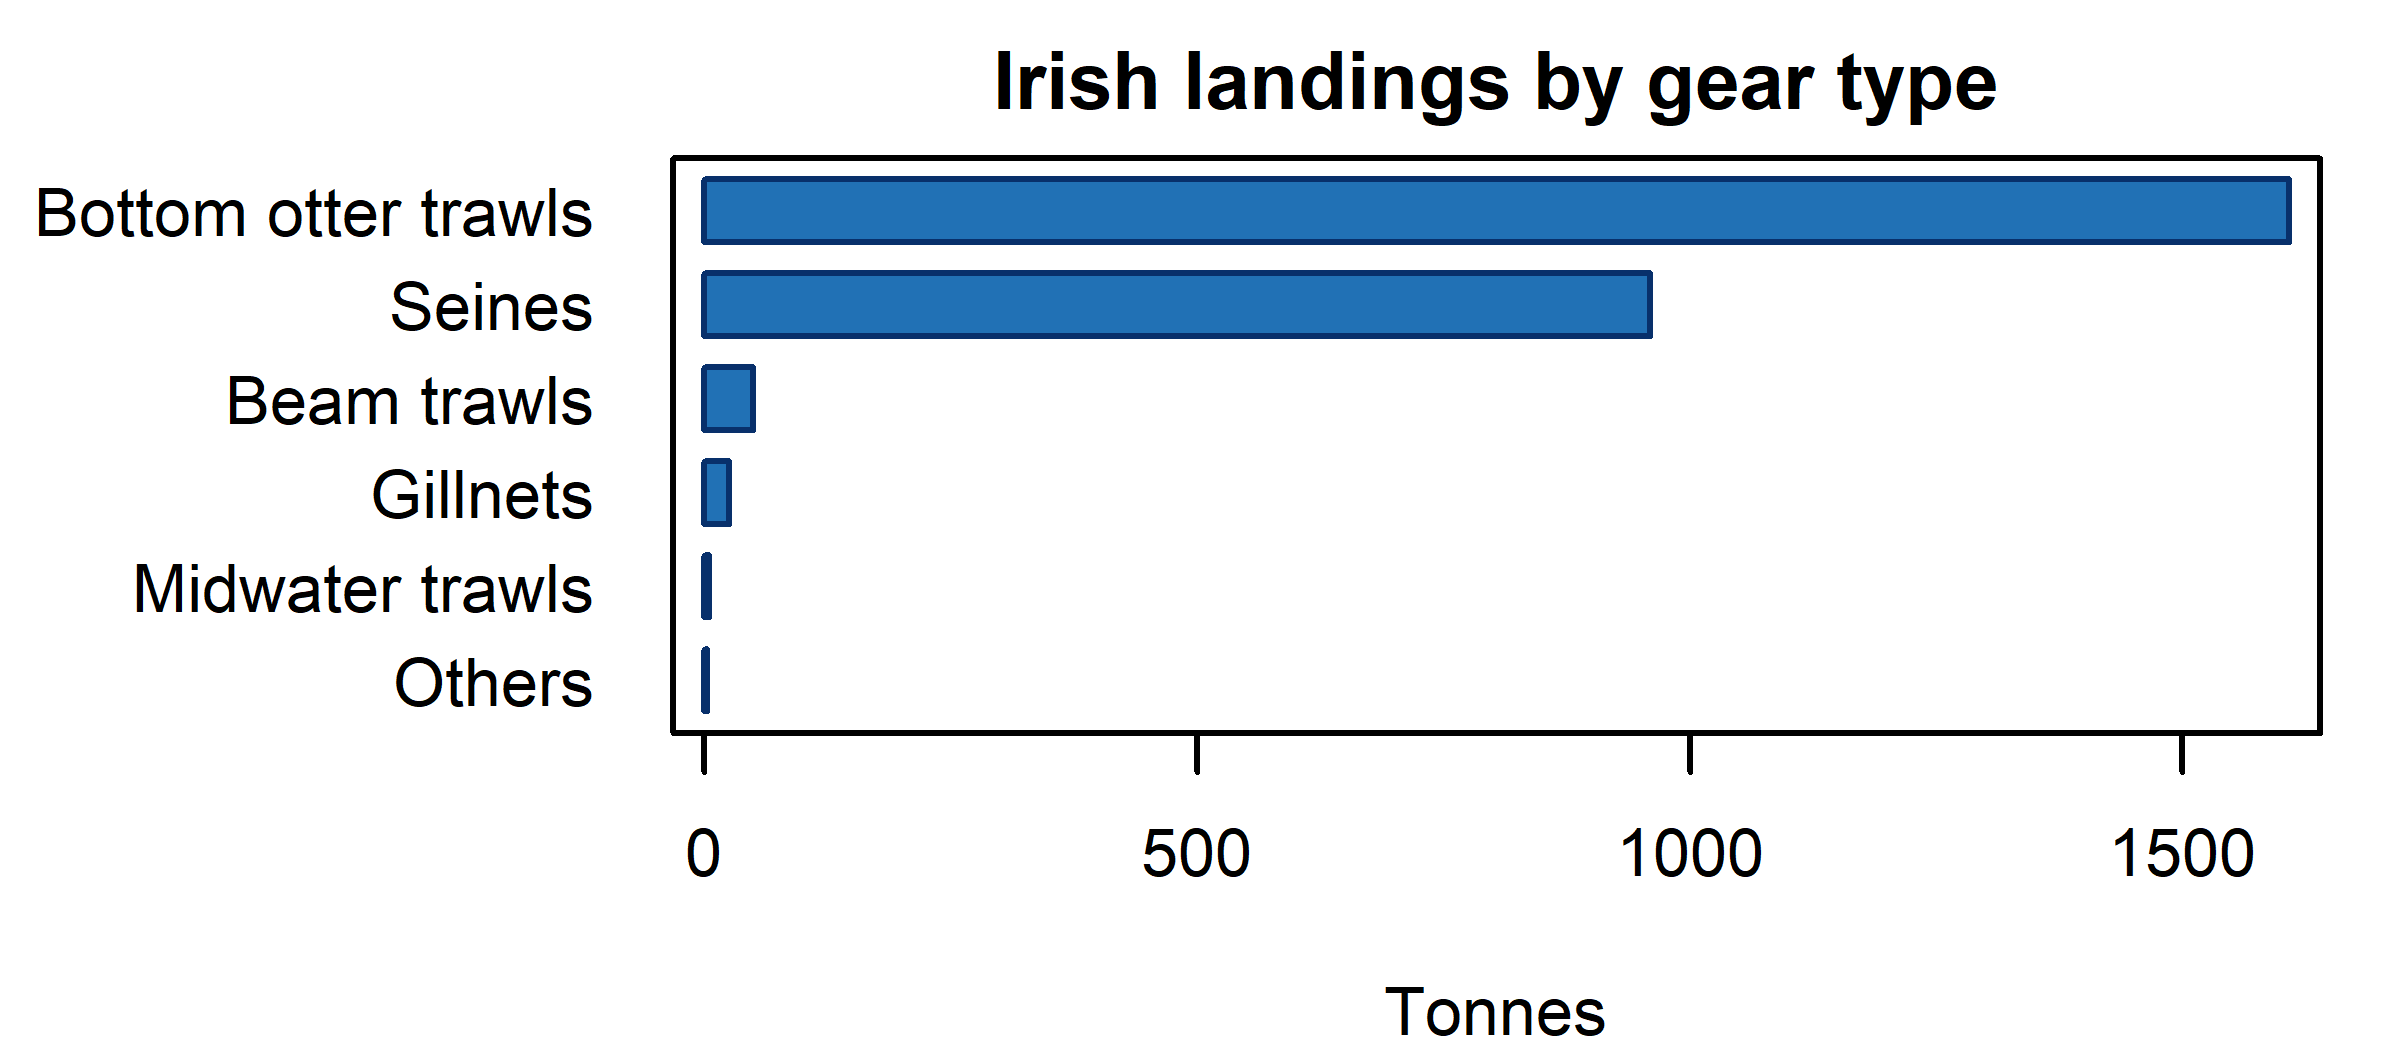 Irish landings by gear type
Bottom otter trawls
Seines
Beam trawls
Gillnets
Midwater trawls
Others
0 500 1000 1500
Tonnes